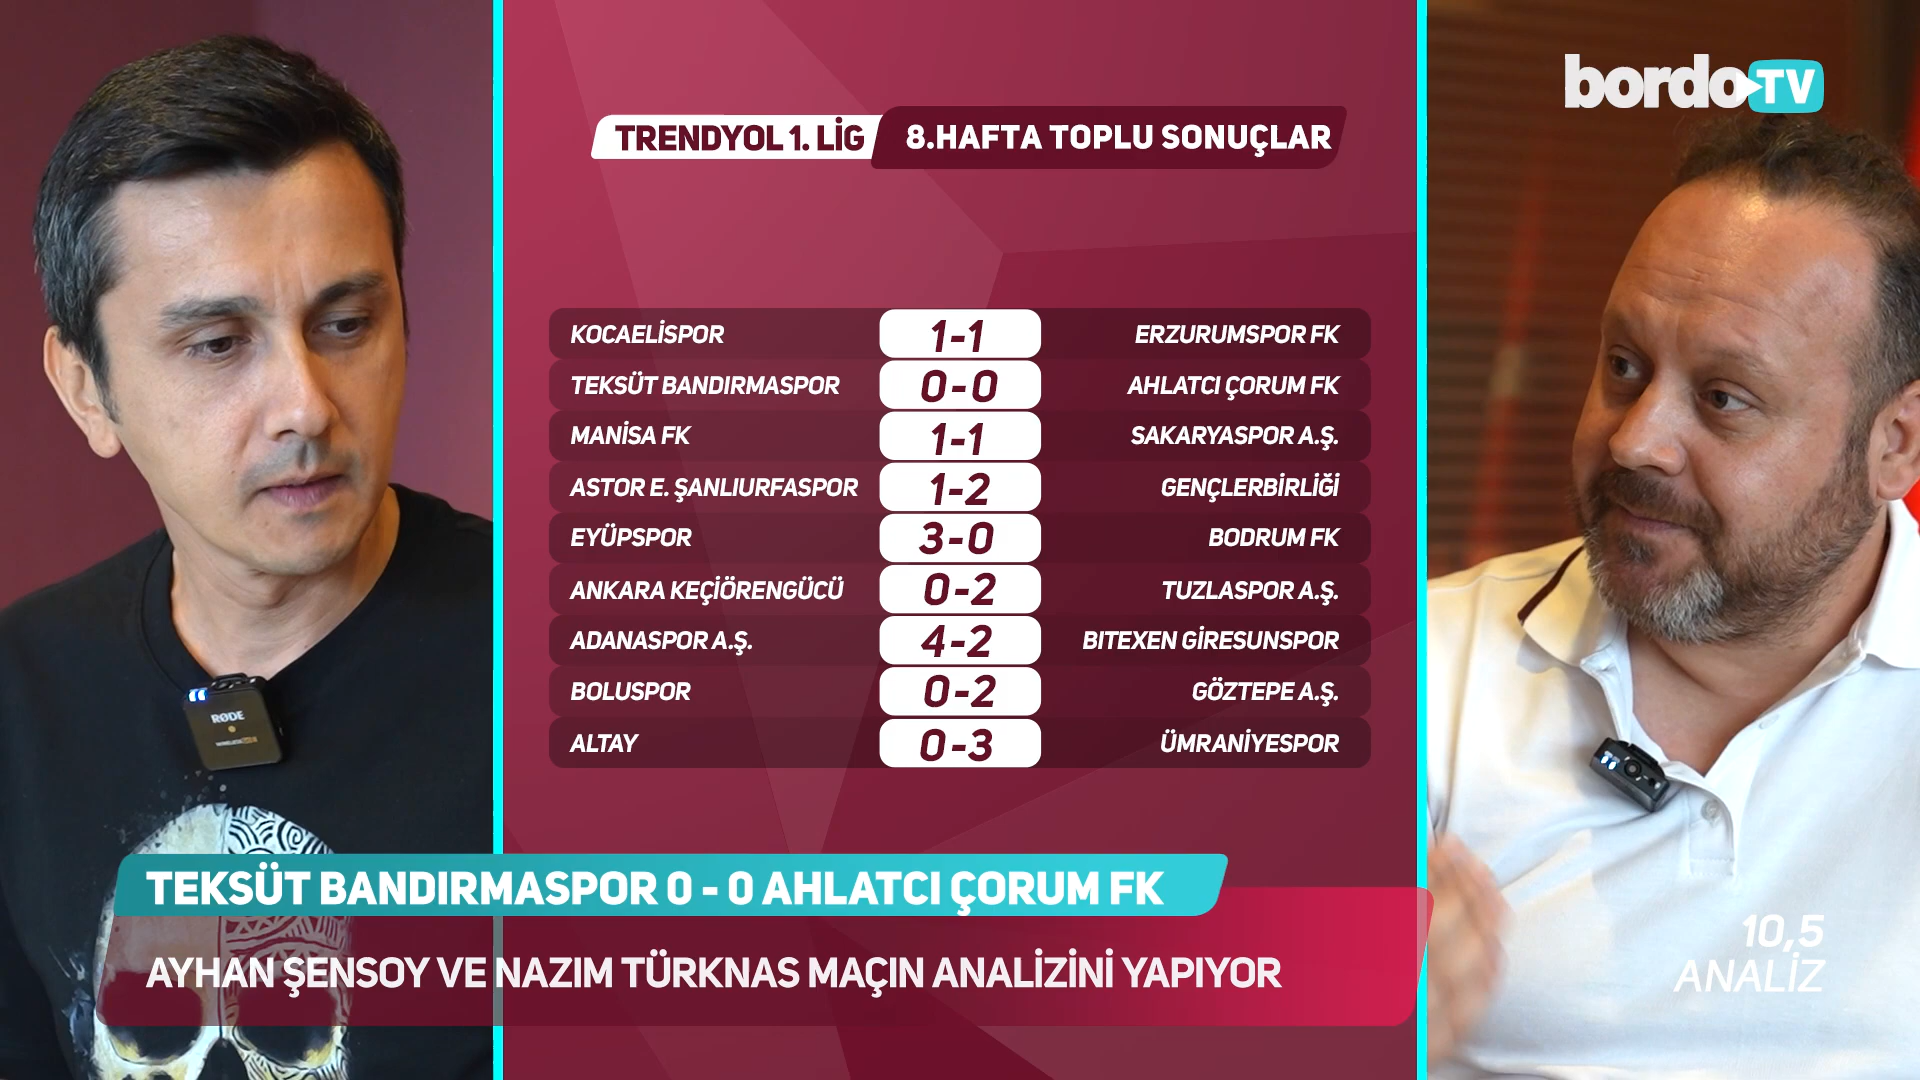 bordo TV
TRENDYOL 1. LİG 8.HAFTA TOPLU SONUÇLAR
KOCAELİSPOR 1-1 ERZURUMSPOR FK
TEKSÜT BANDIRMASPOR 0-0 AHLATCI ÇORUM FK
MANİSA FK 1-1 SAKARYASPOR A.Ş.
ASTOR E. ŞANLIURFASPOR 1-2 GENÇLERBİRLİĞİ
EYÜPSPOR 3-0 BODRUM FK
ANKARA KEÇİÖRENGÜCÜ 0-2 TUZLASPOR A.Ş.
ADANASPOR A.Ş. 4-2 BITEXEN GİRESUNSPOR
BOLUSPOR 0-2 GÖZTEPE A.Ş.
ALTAY 0-3 ÜMRANİYESPOR
RØDE
TEKSÜT BANDIRMASPOR 0 - 0 AHLATCI ÇORUM FK
AYHAN ŞENSOY VE NAZIM TÜRKNAS MAÇIN ANALİZİNİ YAPIYOR
10,5
ANALİZ